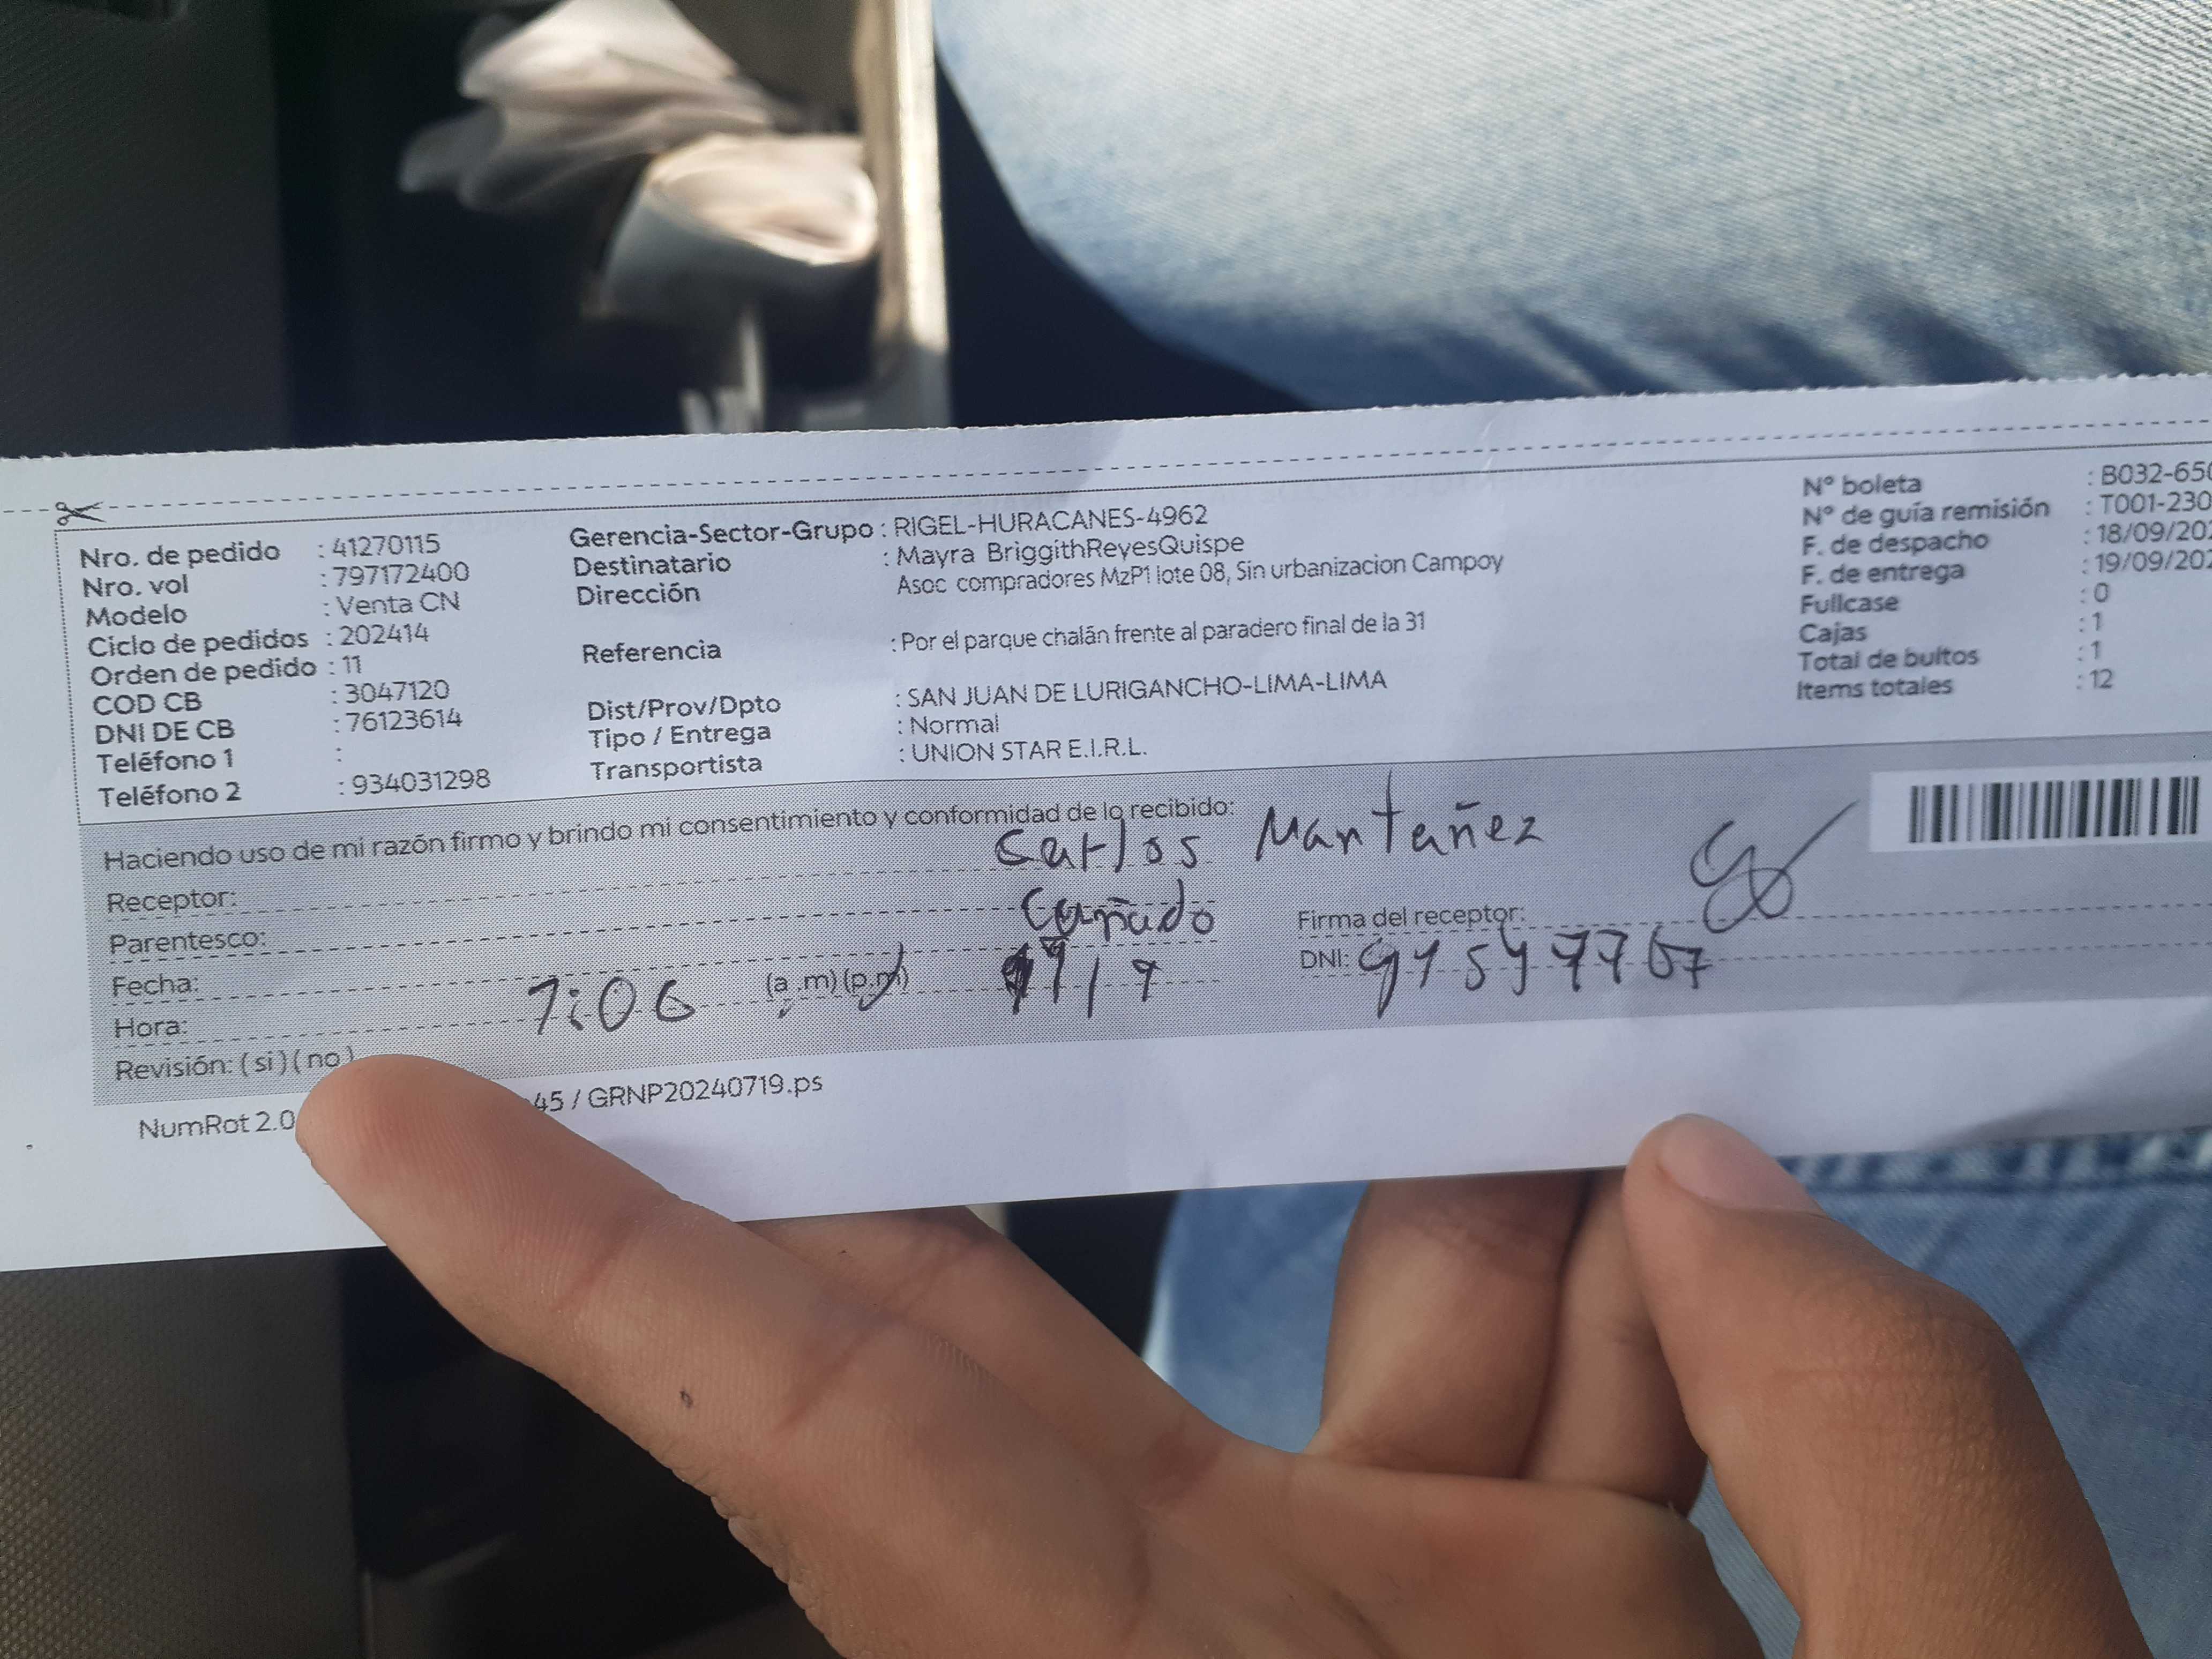 Nro. de pedido : 41270115
Nro. vol : 797172400
Modelo : Venta CN
Ciclo de pedidos : 202414
Orden de pedido : 11
COD CB : 3047120
DNI DE CB : 76123614
Teléfono 1 :
Teléfono 2 : 934031298
Gerencia-Sector-Grupo : RIGEL-HURACANES-4962
Destinatario : Mayra BriggithReyesQuispe
Dirección Asoc compradores MzP1 lote 08, Sin urbanizacion Campoy
Referencia : Por el parque chalán frente al paradero final de la 31
Dist/Prov/Dpto : SAN JUAN DE LURIGANCHO-LIMA-LIMA
Tipo / Entrega : Normal
Transportista : UNION STAR E.I.R.L.
N° boleta : B032-650
N° de guía remisión : T001-230
F. de despacho : 18/09/202
F. de entrega : 19/09/202
Fullcase : 0
Cajas : 1
Total de bultos : 1
Items totales : 12
Haciendo uso de mi razón firmo y brindo mi consentimiento y conformidad de lo recibido:
Receptor: Carlos Mantañez
Parentesco: Cañado
Firma del receptor:
Fecha: 19/9
DNI:
Hora: 7:06 (a.m)(p.m)
Revisión: (si)(no)
NumRot 2.0 45 / GRNP20240719.ps